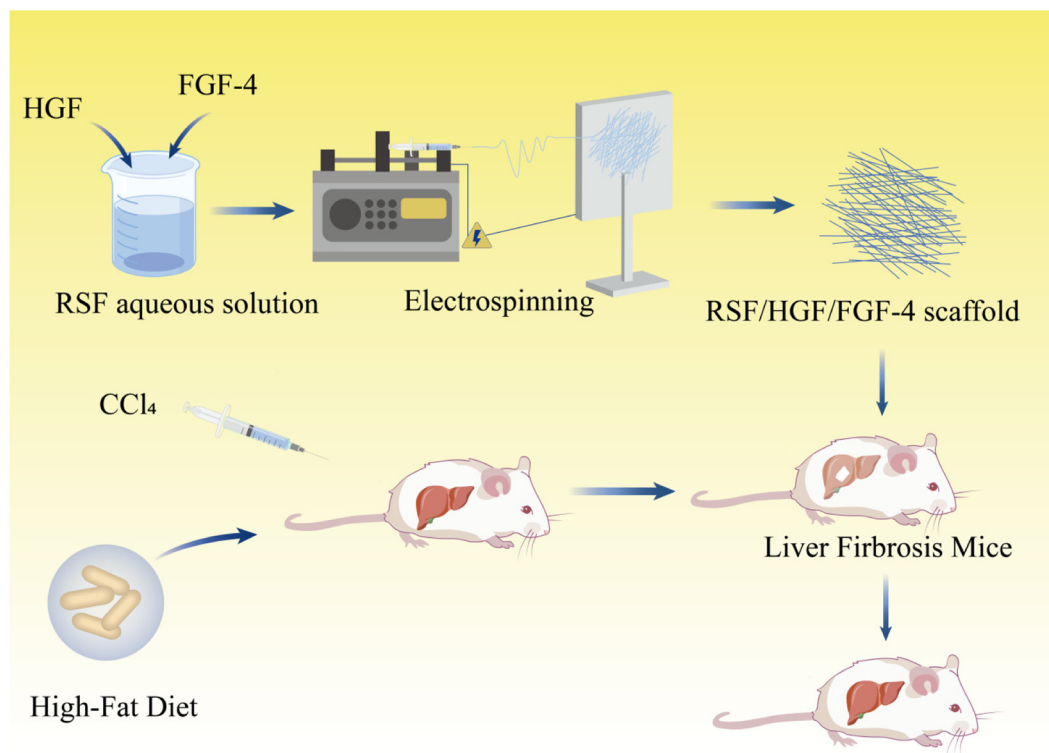 HGF
FGF-4
RSF aqueous solution
Electrospinning
RSF/HGF/FGF-4 scaffold
CCl₄
Liver Firbrosis Mice
High-Fat Diet